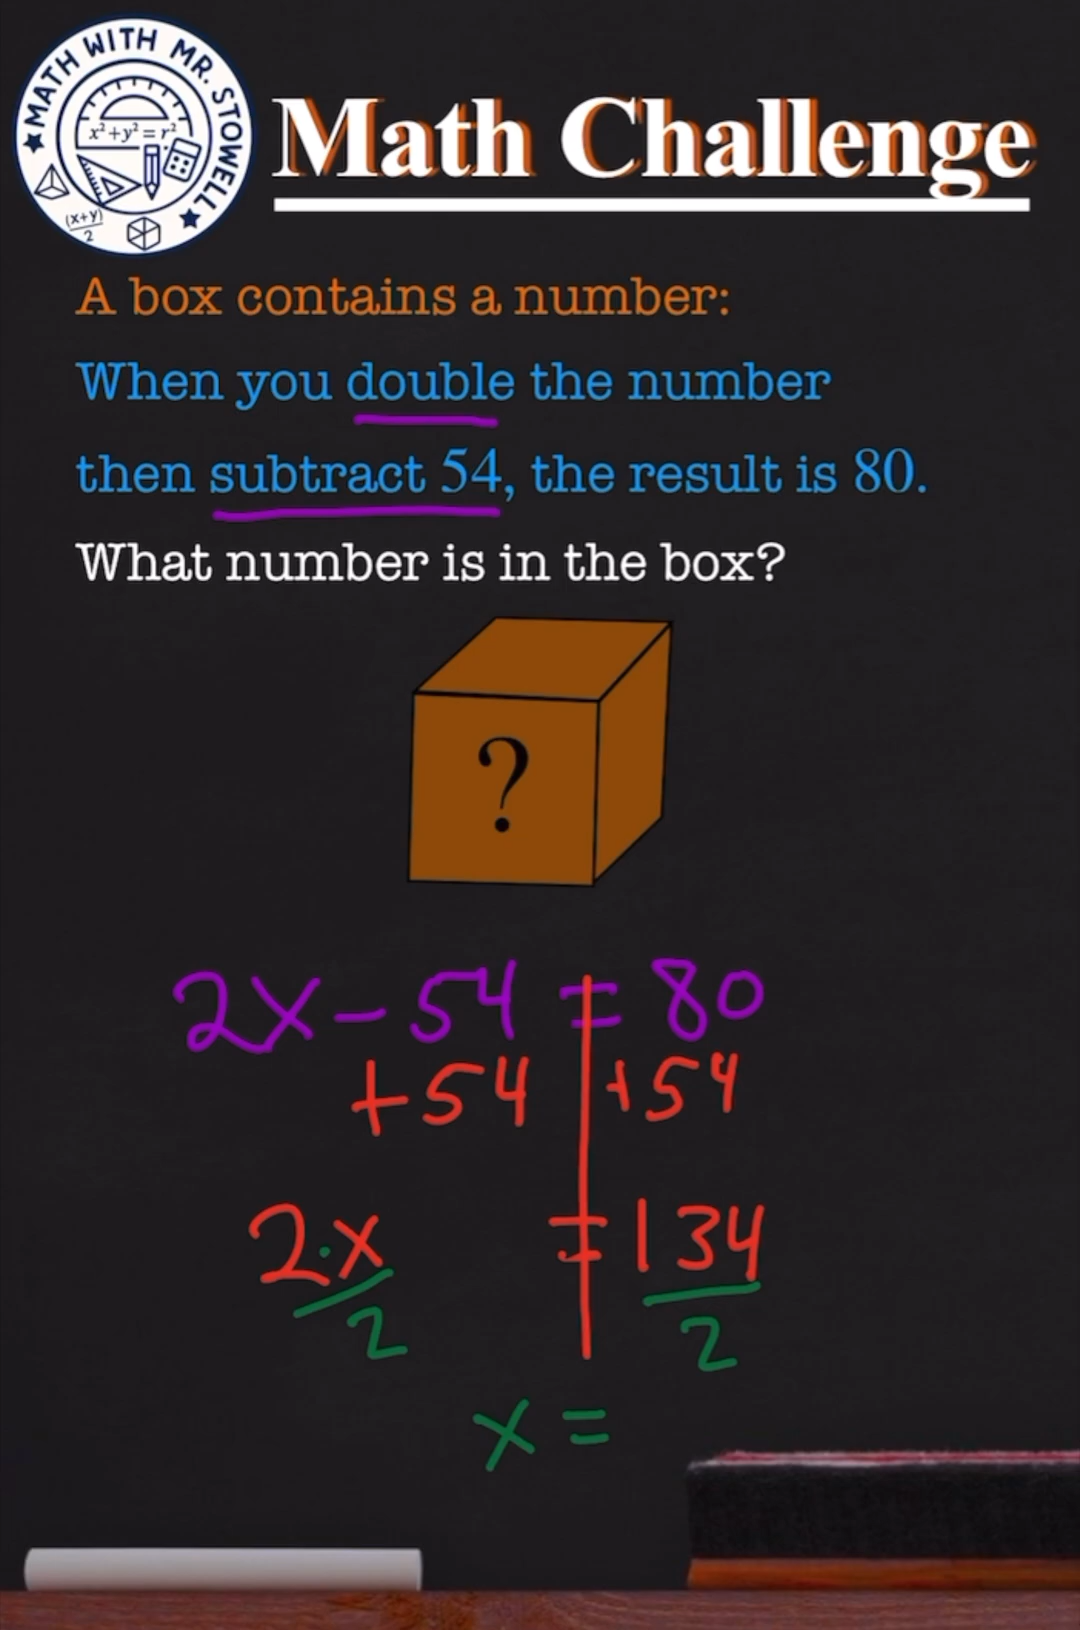 MATH WITH MR. STOWELL
x²+y²=r²
(x+y)
2
Math Challenge
A box contains a number:
When you double the number
then subtract 54, the result is 80.
What number is in the box?
?
2x - 54 = 80
+54 +54
2·x = 134
2 2
x =